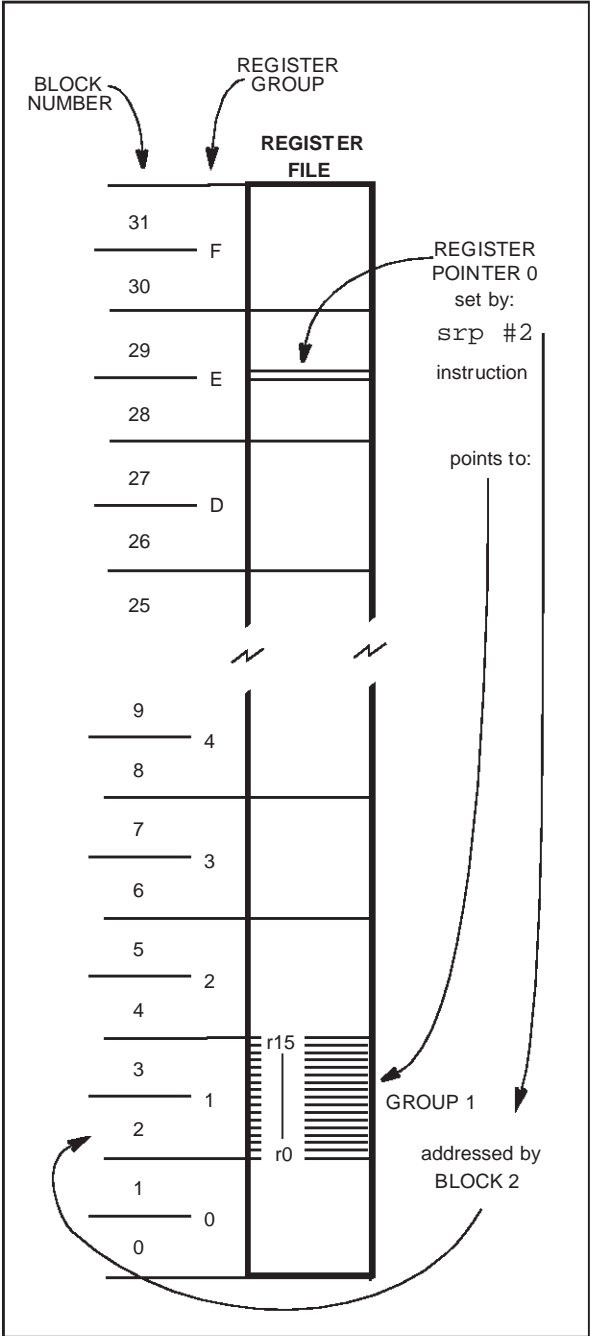 BLOCK
NUMBER
REGISTER
GROUP
REGISTER
FILE
31
F
30
REGISTER
POINTER 0
set by:
srp #2
instruction
29
E
28
points to:
27
D
26
25
9
4
8
7
3
6
5
2
4
r15
3
1
GROUP 1
2
r0
addressed by
BLOCK 2
1
0
0